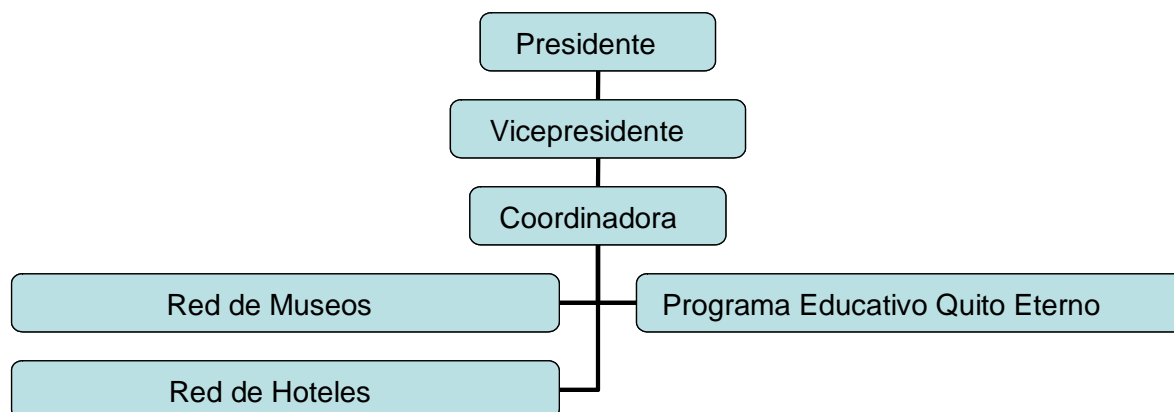 Presidente
Vicepresidente
Coordinadora
Red de Museos
Programa Educativo Quito Eterno
Red de Hoteles